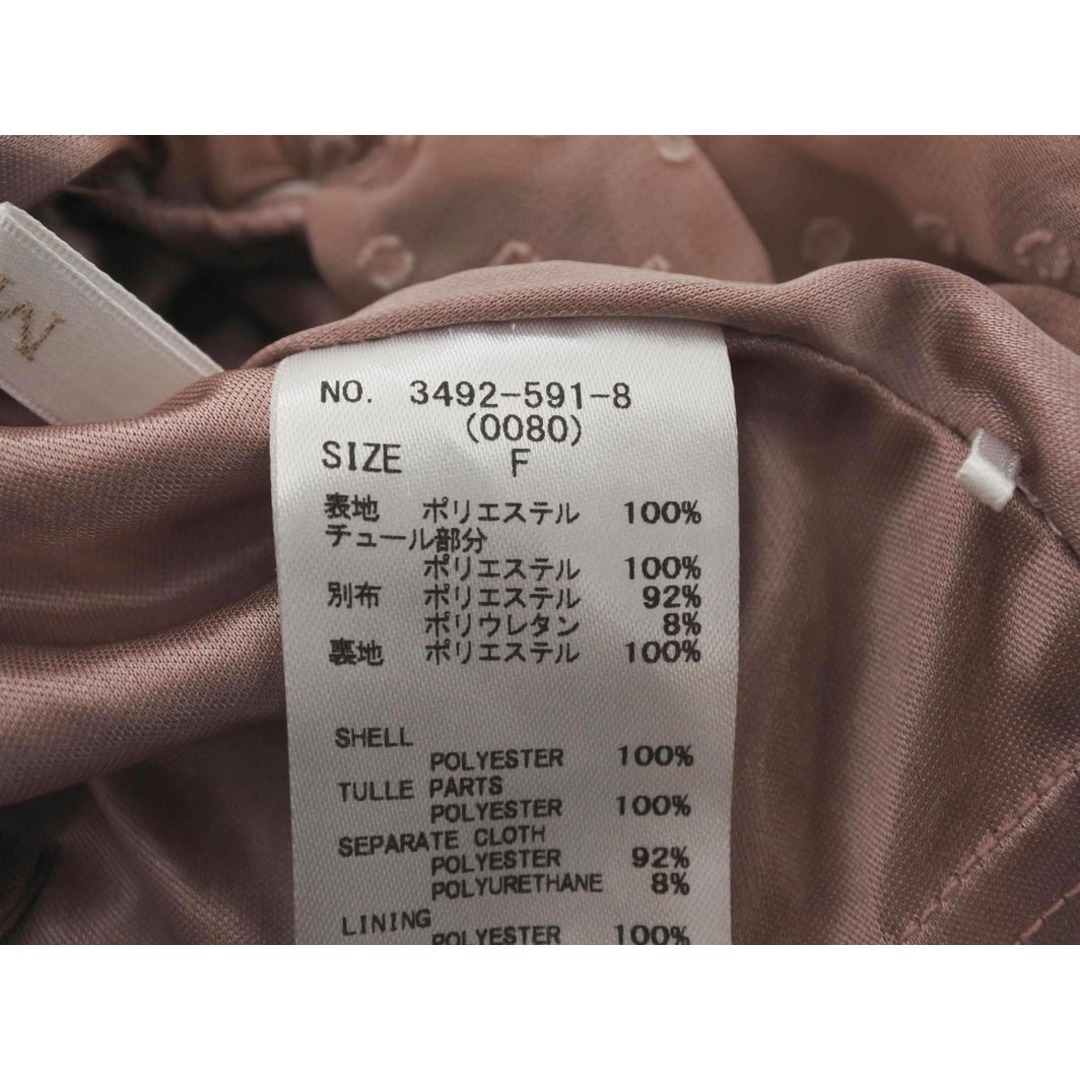 NO. 3492-591-8
(0080)
SIZE F
表地 ポリエステル 100%
チュール部分
ポリエステル 100%
別布 ポリエステル 92%
ポリウレタン 8%
裏地 ポリエステル 100%
SHELL
POLYESTER 100%
TULLE PARTS
POLYESTER 100%
SEPARATE CLOTH
POLYESTER 92%
POLYURETHANE 8%
LINING
POLYESTER 100%